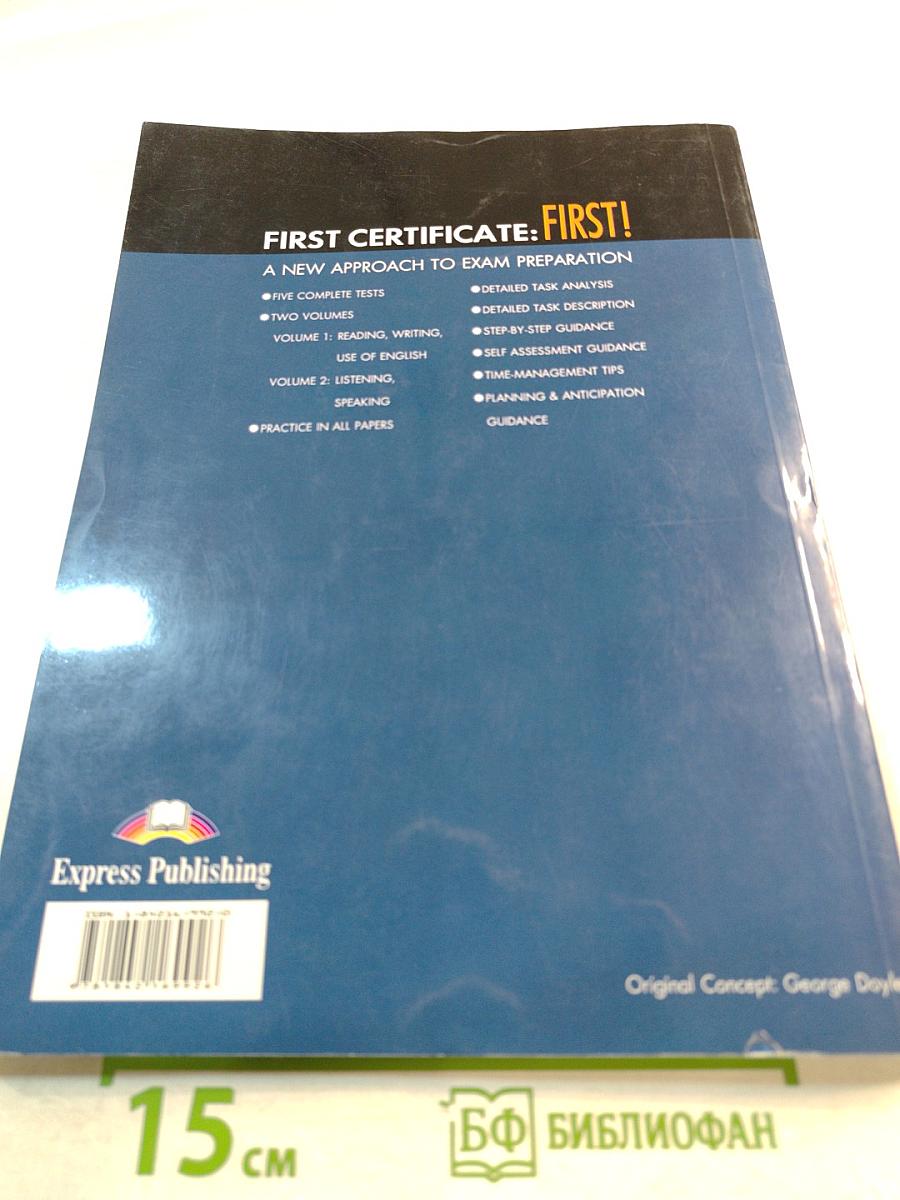 FIRST CERTIFICATE: FIRST!
A NEW APPROACH TO EXAM PREPARATION
●FIVE COMPLETE TESTS
●TWO VOLUMES
VOLUME 1: READING, WRITING,
USE OF ENGLISH
VOLUME 2: LISTENING,
SPEAKING
●PRACTICE IN ALL PAPERS
●DETAILED TASK ANALYSIS
●DETAILED TASK DESCRIPTION
●STEP-BY-STEP GUIDANCE
●SELF ASSESSMENT GUIDANCE
●TIME-MANAGEMENT TIPS
●PLANNING & ANTICIPATION
GUIDANCE
Express Publishing
ISBN
Original Concept: George Doyle
15 см
БФ БИБЛИОФАН